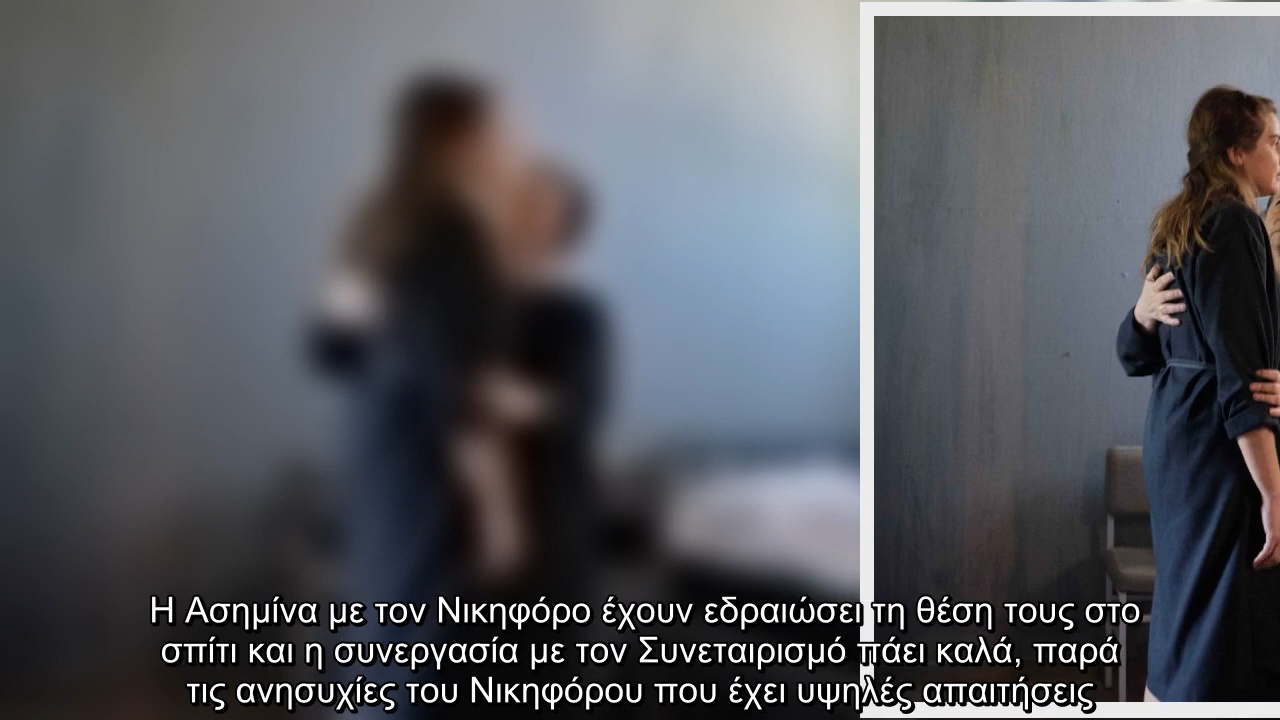 Η Ασημίνα με τον Νικηφόρο έχουν εδραιώσει τη θέση τους στο
σπίτι και η συνεργασία με τον Συνεταιρισμό πάει καλά, παρά
τις ανησυχίες του Νικηφόρου που έχει υψηλές απαιτήσεις